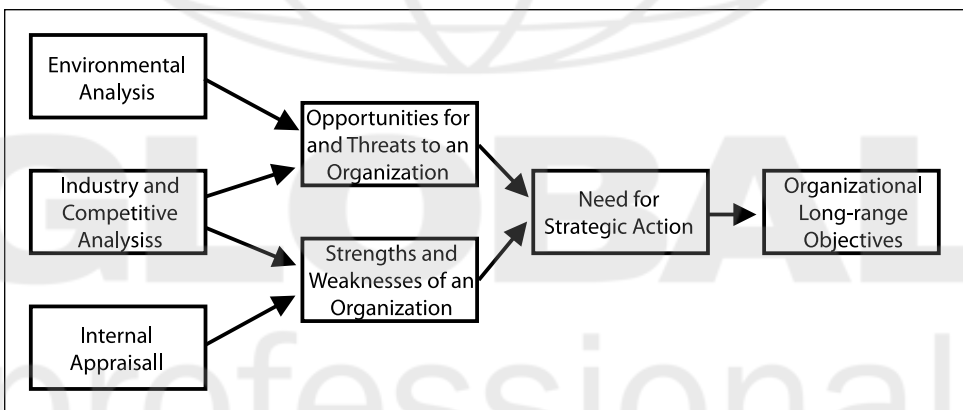 Environmental
Analysis
Opportunities for
and Threats to an
Organization
Industry and
Competitive
Analysiss
Need for
Strategic Action
Organizational
Long-range
Objectives
Strengths and
Weaknesses of an
Organization
Internal
Appraisall
GLOBAL
professional